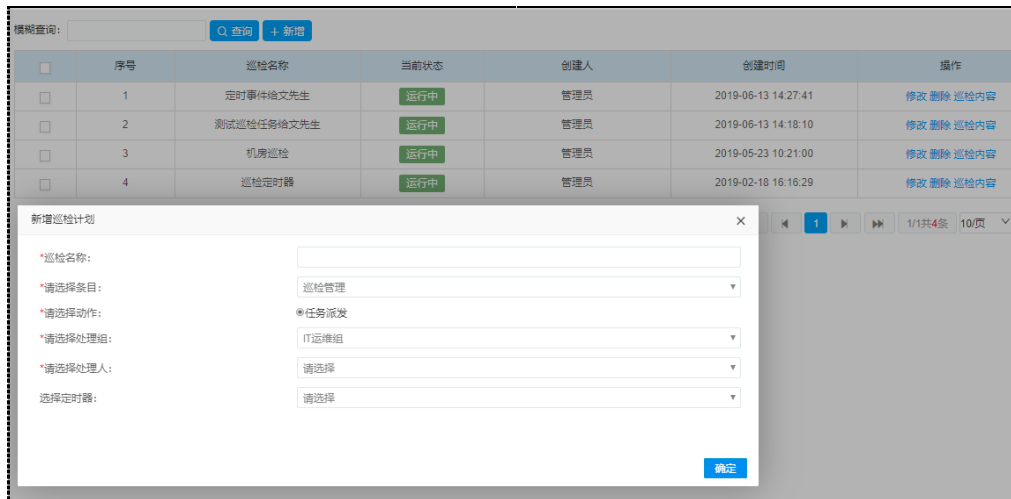 模糊查询: 查询 + 新增
序号 巡检名称 当前状态 创建人 创建时间 操作
1 定时事件给文先生 运行中 管理员 2019-06-13 14:27:41 修改 删除 巡检内容
2 测试巡检任务给文先生 运行中 管理员 2019-06-13 14:18:10 修改 删除 巡检内容
3 机房巡检 运行中 管理员 2019-05-23 10:21:00 修改 删除 巡检内容
4 巡检定时器 运行中 管理员 2019-02-18 16:16:29 修改 删除 巡检内容
1 1/1共4条 10/页
新增巡检计划 ×
*巡检名称:
*请选择条目: 巡检管理
*请选择动作: 任务派发
*请选择处理组: IT运维组
*请选择处理人: 请选择
选择定时器: 请选择
确定